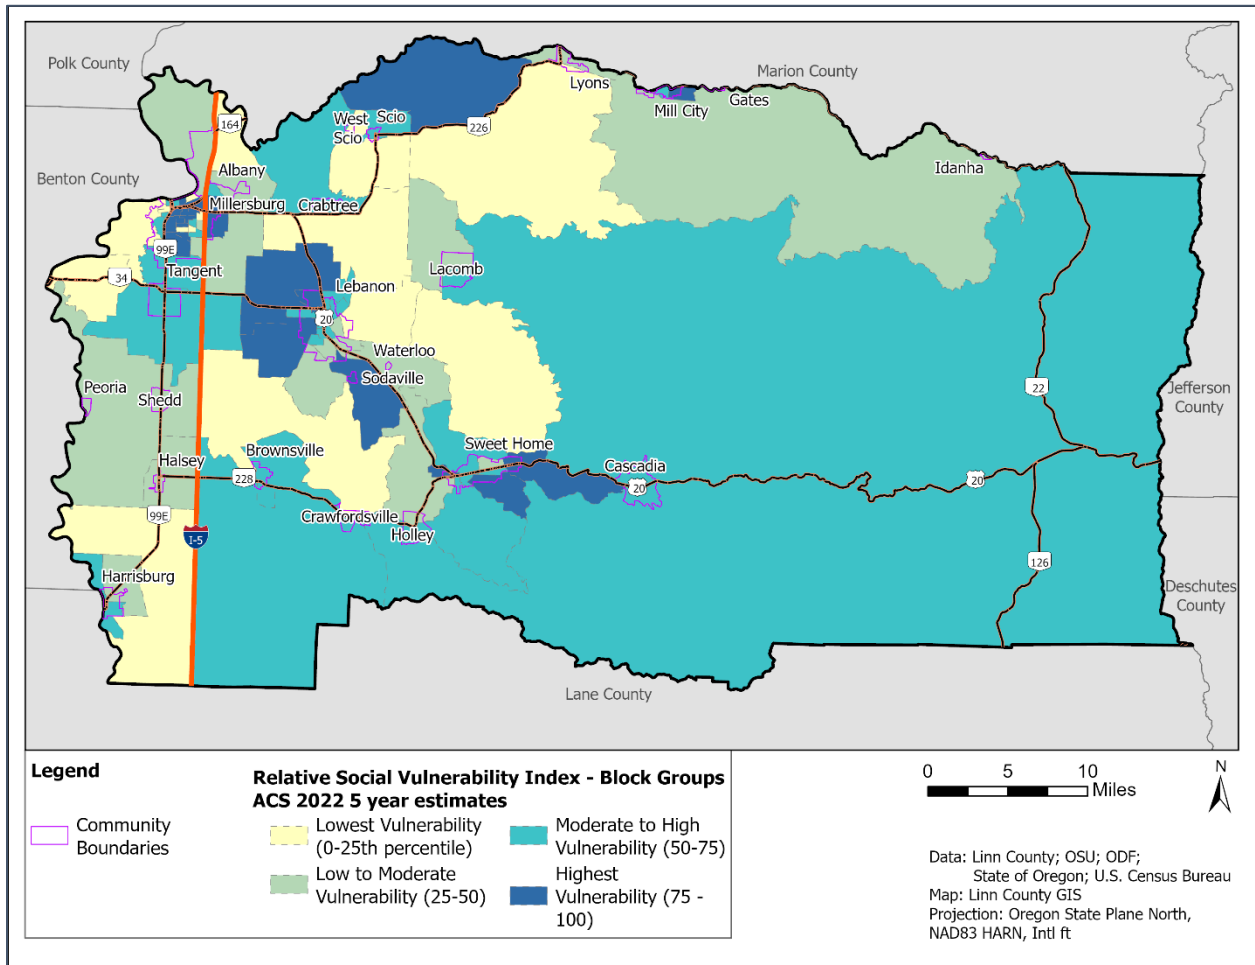 Polk County
Marion County
Lyons
Mill City
Gates
West
Scio
Scio
164
226
Idanha
Benton County
Albany
Millersburg
Crabtree
99E
Tangent
34
Lacomb
Lebanon
20
Waterloo
Sodaville
22
Jefferson
County
Peoria
Shedd
Sweet Home
Cascadia
20
20
Halsey
Brownsville
228
99E
Crawfordsville
Holley
I-5
126
Harrisburg
Deschutes
County
Lane County
Legend
Community
Boundaries
Relative Social Vulnerability Index - Block Groups
ACS 2022 5 year estimates
Lowest Vulnerability
(0-25th percentile)
Low to Moderate
Vulnerability (25-50)
Moderate to High
Vulnerability (50-75)
Highest
Vulnerability (75 -
100)
0 5 10
Miles
N
Data: Linn County; OSU; ODF;
State of Oregon; U.S. Census Bureau
Map: Linn County GIS
Projection: Oregon State Plane North,
NAD83 HARN, Intl ft